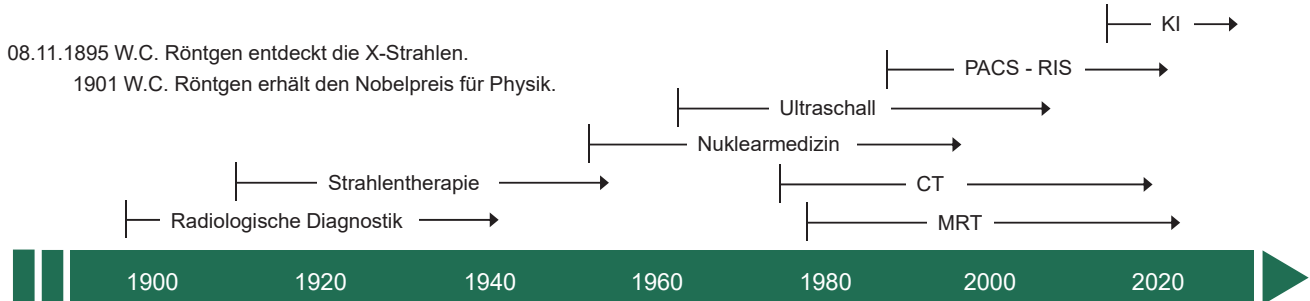 KI
08.11.1895 W.C. Röntgen entdeckt die X-Strahlen.
PACS - RIS
1901 W.C. Röntgen erhält den Nobelpreis für Physik.
Ultraschall
Nuklearmedizin
Strahlentherapie
CT
Radiologische Diagnostik
MRT
1900 1920 1940 1960 1980 2000 2020